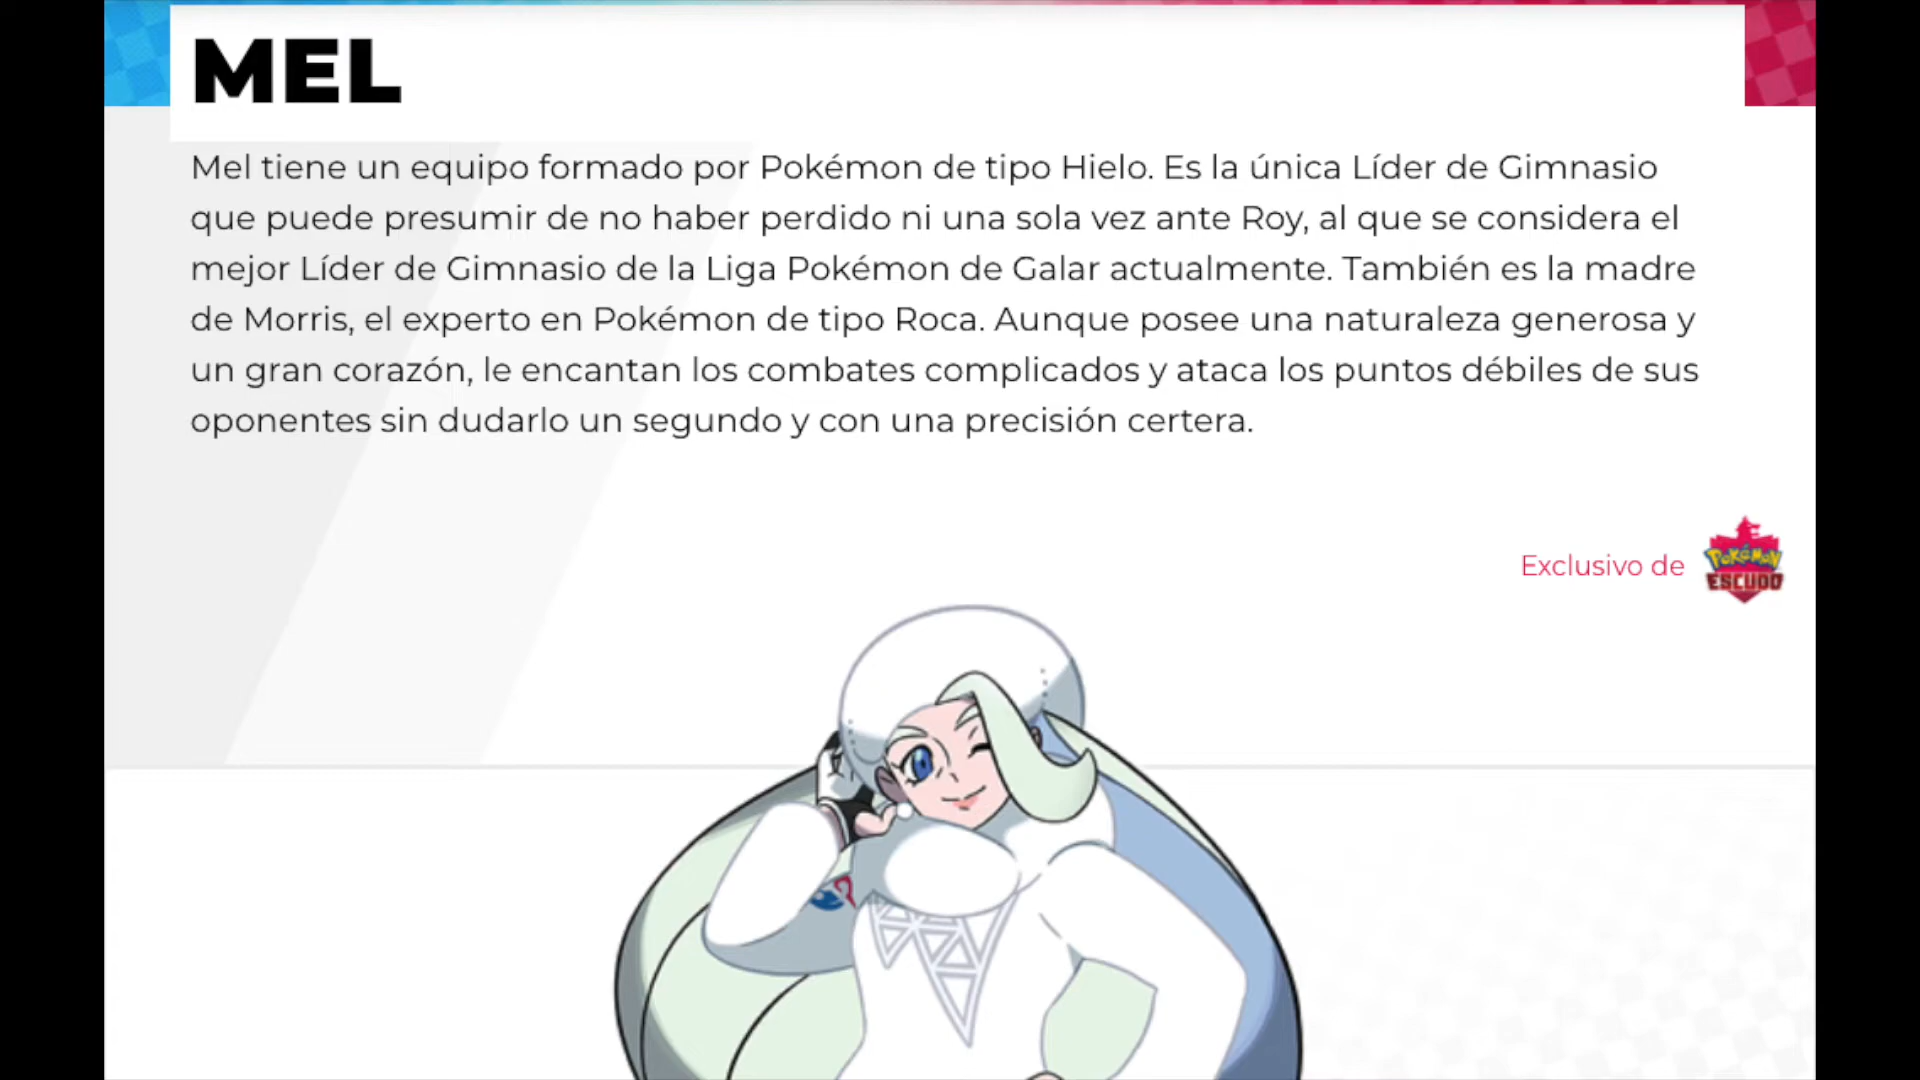 MEL
Mel tiene un equipo formado por Pokémon de tipo Hielo. Es la única Líder de Gimnasio
que puede presumir de no haber perdido ni una sola vez ante Roy, al que se considera el
mejor Líder de Gimnasio de la Liga Pokémon de Galar actualmente. También es la madre
de Morris, el experto en Pokémon de tipo Roca. Aunque posee una naturaleza generosa y
un gran corazón, le encantan los combates complicados y ataca los puntos débiles de sus
oponentes sin dudarlo un segundo y con una precisión certera.
Exclusivo de
POKÉMON
ESCUDO